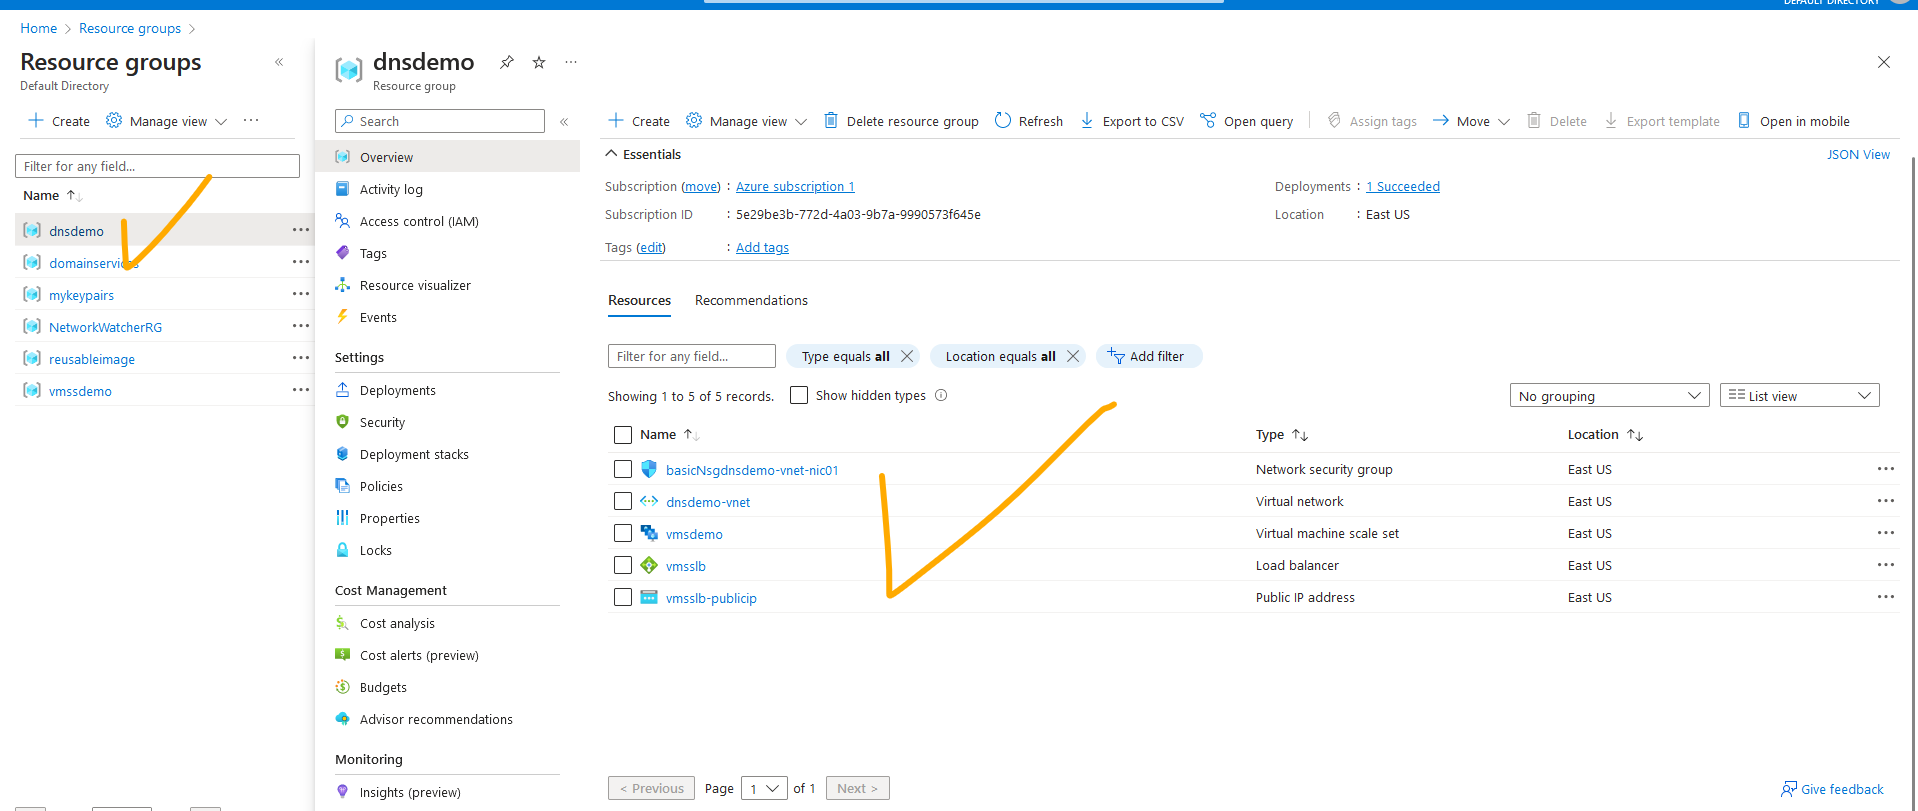 DEFAULT DIRECTORY
Home > Resource groups >
Resource groups
Default Directory
Create Manage view
Filter for any field...
Name
dnsdemo
domainservices
mykeypairs
NetworkWatcherRG
reusableimage
vmssdemo
dnsdemo
Resource group
Search
Overview
Activity log
Access control (IAM)
Tags
Resource visualizer
Events
Settings
Deployments
Security
Deployment stacks
Policies
Properties
Locks
Cost Management
Cost analysis
Cost alerts (preview)
Budgets
Advisor recommendations
Monitoring
Insights (preview)
Create Manage view Delete resource group Refresh Export to CSV Open query Assign tags Move Delete Export template Open in mobile
Essentials JSON View
Subscription (move) : Azure subscription 1 Deployments : 1 Succeeded
Subscription ID : 5e29be3b-772d-4a03-9b7a-9990573f645e Location : East US
Tags (edit) : Add tags
Resources Recommendations
Filter for any field... Type equals all Location equals all Add filter
Showing 1 to 5 of 5 records. Show hidden types No grouping List view
Name Type Location
basicNsgdnsdemo-vnet-nic01 Network security group East US
dnsdemo-vnet Virtual network East US
vmsdemo Virtual machine scale set East US
vmsslb Load balancer East US
vmsslb-publicip Public IP address East US
< Previous Page 1 of 1 Next > Give feedback